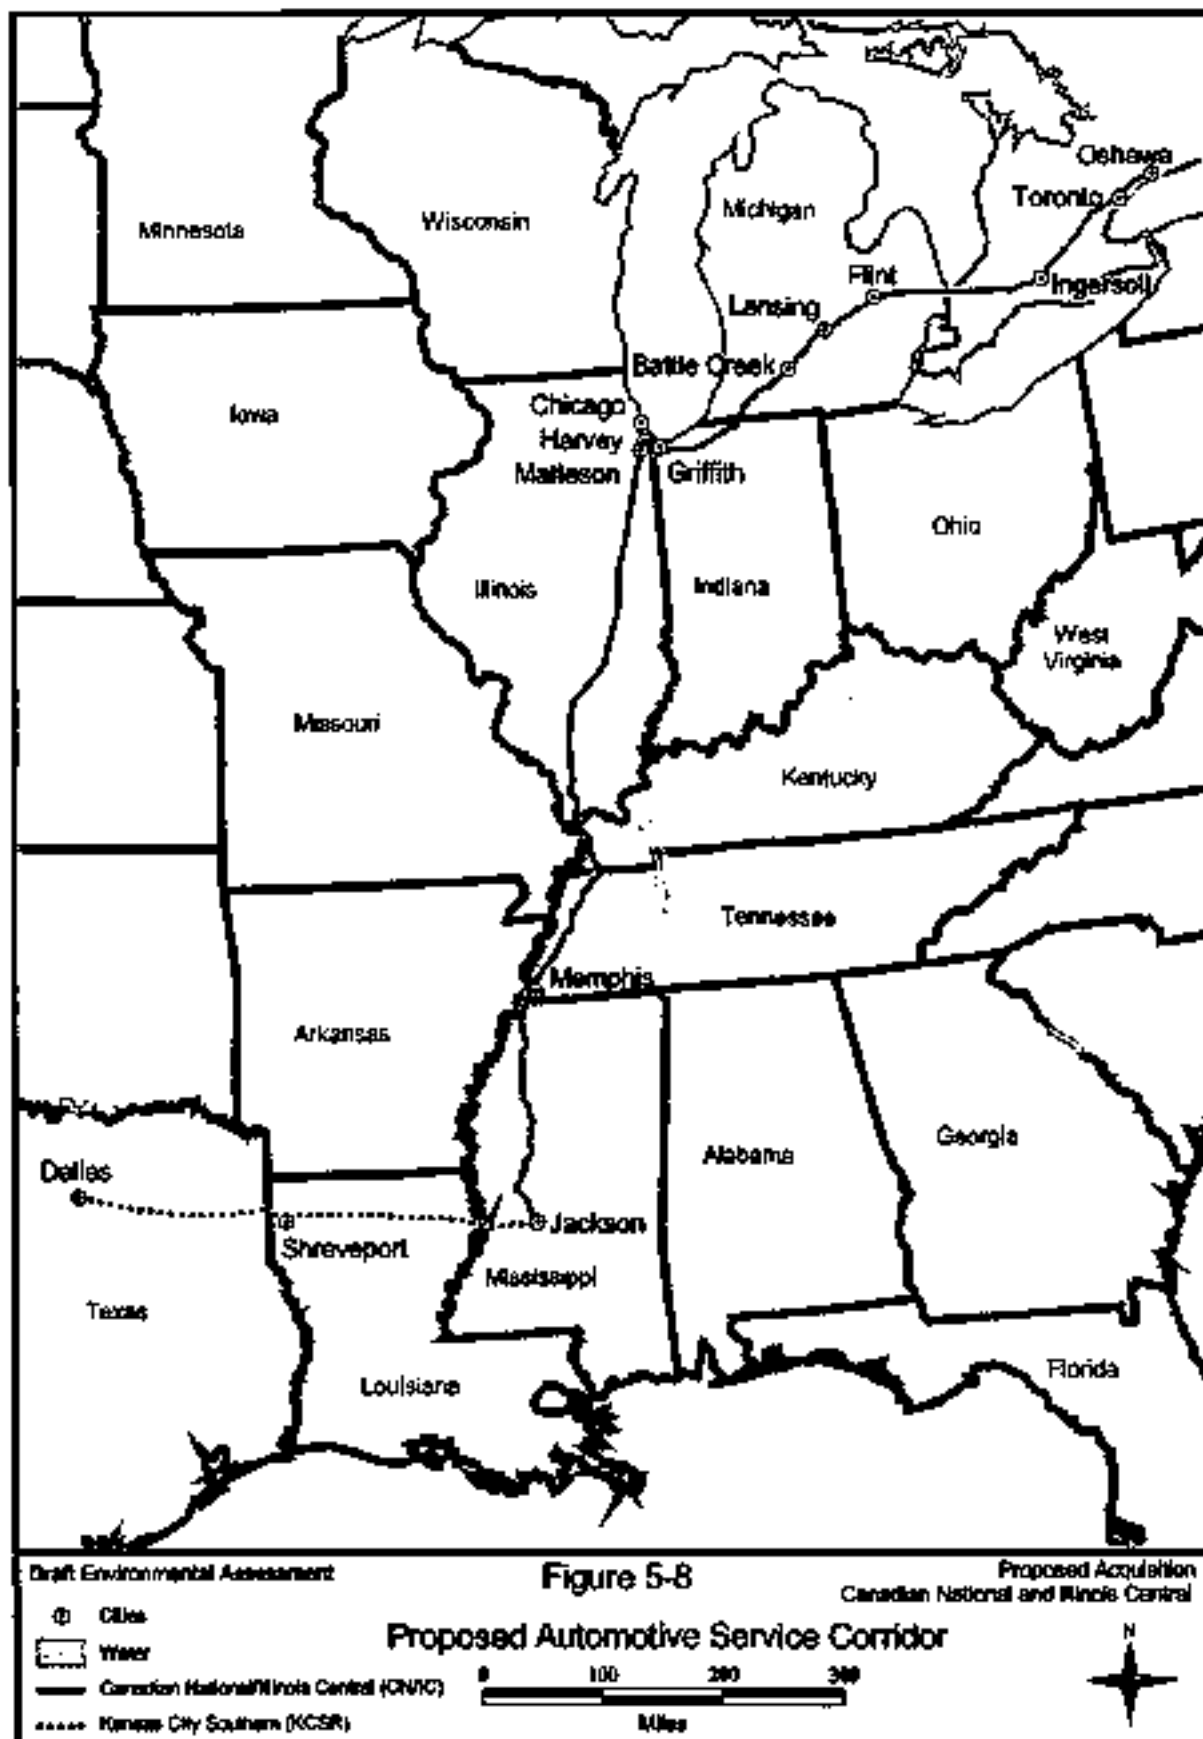 Oshawa
Toronto
Minnesota
Wisconsin
Michigan
Flint
Ingersoll
Lansing
Battle Creek
Iowa
Chicago
Harvey
Matteson
Griffith
Ohio
Illinois
Indiana
West
Virginia
Missouri
Kentucky
Tennessee
Memphis
Arkansas
Georgia
Alabama
Dallas
Jackson
Shreveport
Mississippi
Texas
Florida
Louisiana
Draft Environmental Assessment
Figure 5-8
Proposed Acquisition
Canadian National and Illinois Central
Cities
Water
Canadian National/Illinois Central (CN/IC)
Kansas City Southern (KCSR)
Proposed Automotive Service Corridor
0 100 200 300
Miles
N